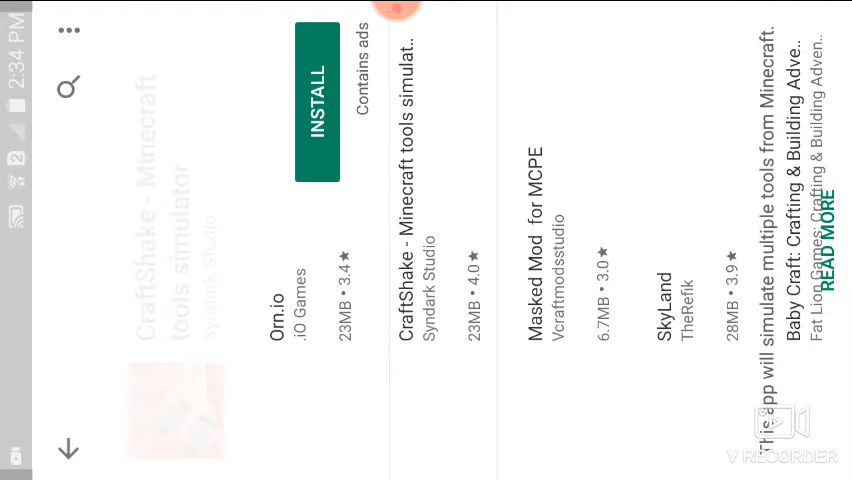 2:34 PM
2
CraftShake - Minecraft
tools simulator
Syndark Studio
INSTALL
Contains ads
Orn.io
.iO Games
23MB • 3.4★
CraftShake - Minecraft tools simulat..
Syndark Studio
23MB • 4.0★
Masked Mod for MCPE
Vcraftmodsstudio
6.7MB • 3.0★
SkyLand
TheRefik
28MB • 3.9★
This app will simulate multiple tools from Minecraft.
Baby Craft: Crafting & Building Adve..
Fat Lion Games: Crafting & Building Adven..
READ MORE
V RECORDER